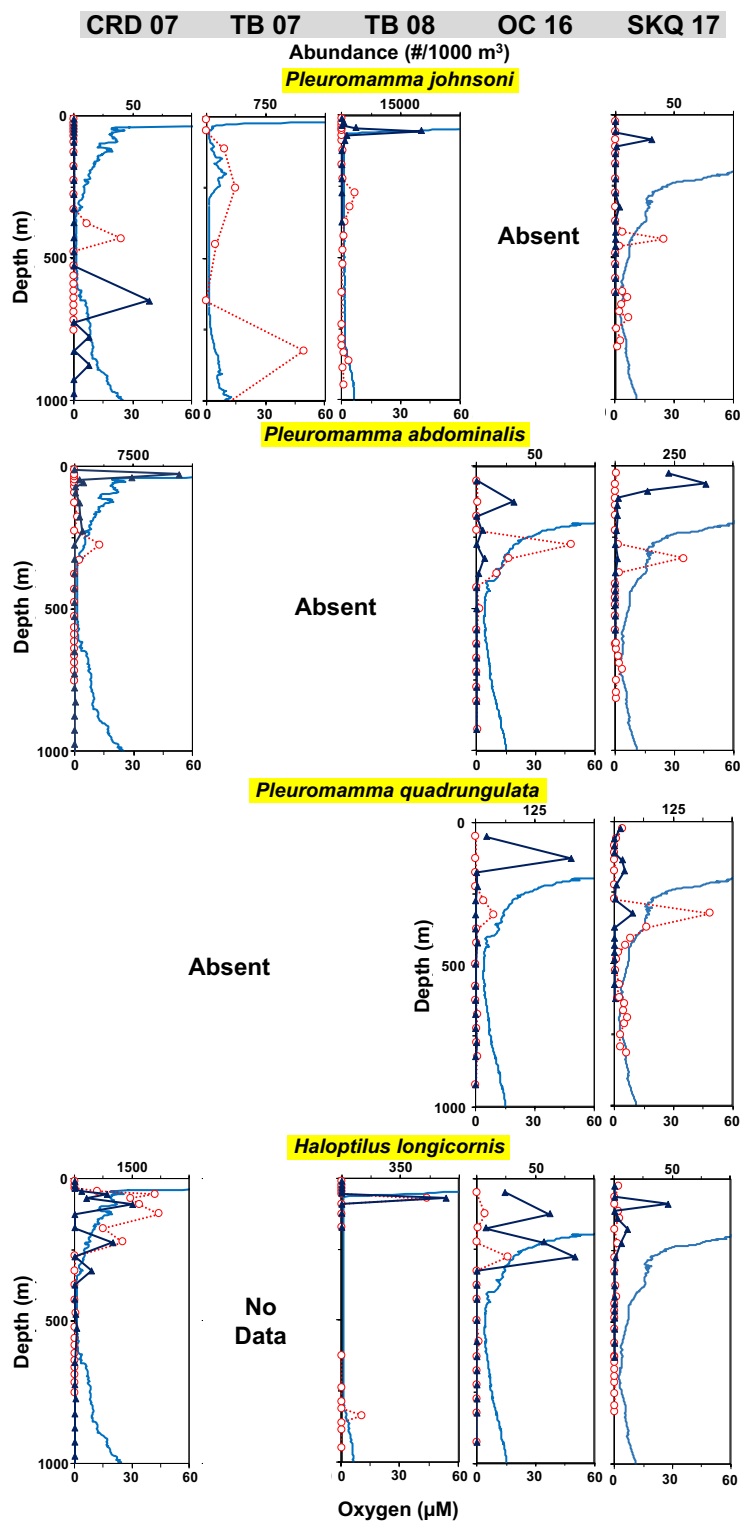 CRD 07 TB 07 TB 08 OC 16 SKQ 17
Abundance (#/1000 m³)
Pleuromamma johnsoni
50 750 15000 50
0
500
1000
Depth (m)
Absent
0 30 60 0 30 60 0 30 60 0 30 60
Pleuromamma abdominalis
7500 50 250
0
500
1000
Depth (m)
Absent
0 30 60 0 30 60 0 30 60
Pleuromamma quadrungulata
125 125
0
500
1000
Depth (m)
Absent
0 30 60 0 30 60
Haloptilus longicornis
1500 350 50 50
0
500
1000
Depth (m)
No
Data
0 30 60 0 30 60 0 30 60 0 30 60
Oxygen (µM)